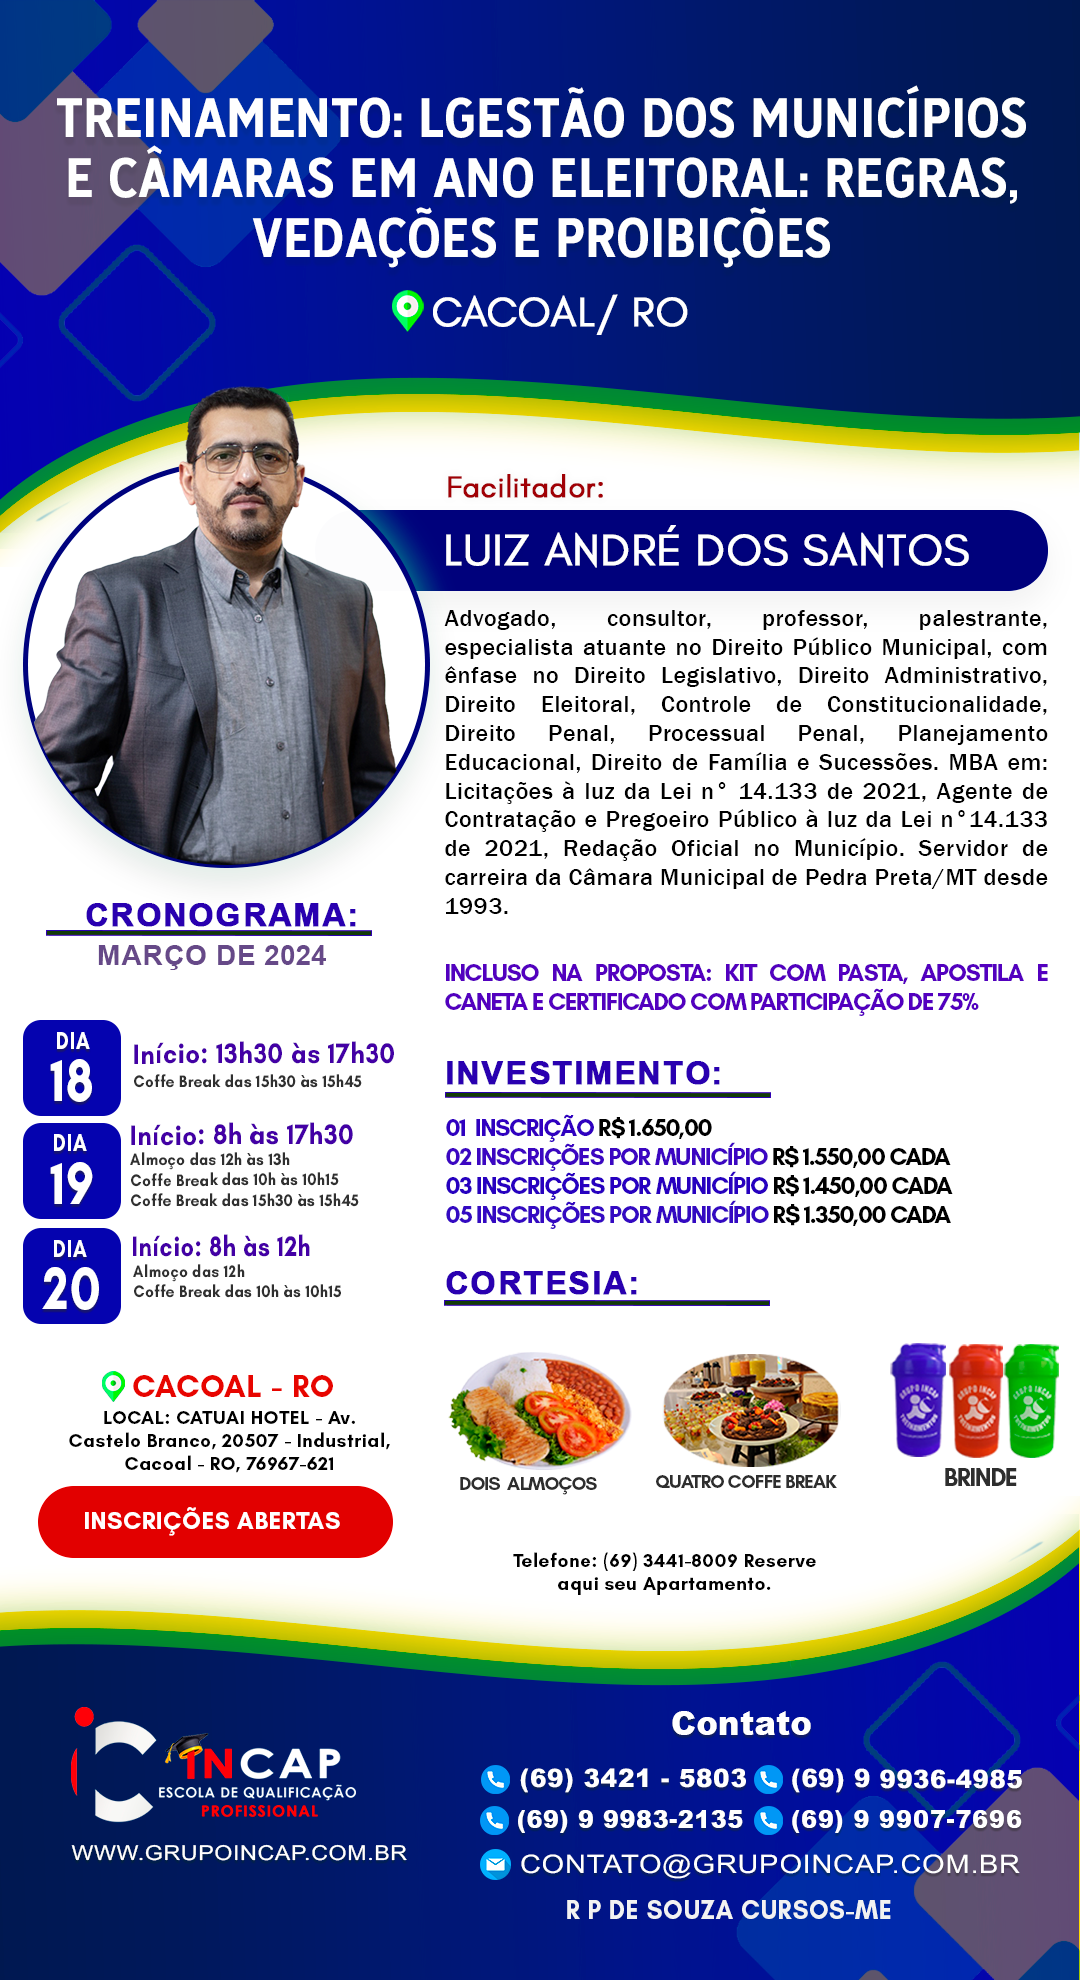 TREINAMENTO: LGESTÃO DOS MUNICÍPIOS
E CÂMARAS EM ANO ELEITORAL: REGRAS,
VEDAÇÕES E PROIBIÇÕES
CACOAL/ RO
Facilitador:
LUIZ ANDRÉ DOS SANTOS
Advogado, consultor, professor, palestrante,
especialista atuante no Direito Público Municipal, com
ênfase no Direito Legislativo, Direito Administrativo,
Direito Eleitoral, Controle de Constitucionalidade,
Direito Penal, Processual Penal, Planejamento
Educacional, Direito de Família e Sucessões. MBA em:
Licitações à luz da Lei n° 14.133 de 2021, Agente de
Contratação e Pregoeiro Público à luz da Lei n°14.133
de 2021, Redação Oficial no Município. Servidor de
carreira da Câmara Municipal de Pedra Preta/MT desde
1993.
INCLUSO NA PROPOSTA: KIT COM PASTA, APOSTILA E
CANETA E CERTIFICADO COM PARTICIPAÇÃO DE 75%
CRONOGRAMA:
MARÇO DE 2024
DIA
18
Início: 13h30 às 17h30
Coffe Break das 15h30 às 15h45
DIA
19
Início: 8h às 17h30
Almoço das 12h às 13h
Coffe Break das 10h às 10h15
Coffe Break das 15h30 às 15h45
DIA
20
Início: 8h às 12h
Almoço das 12h
Coffe Break das 10h às 10h15
INVESTIMENTO:
01 INSCRIÇÃO R$ 1.650,00
02 INSCRIÇÕES POR MUNICÍPIO R$ 1.550,00 CADA
03 INSCRIÇÕES POR MUNICÍPIO R$ 1.450,00 CADA
05 INSCRIÇÕES POR MUNICÍPIO R$ 1.350,00 CADA
CORTESIA:
GRUPO INCAP
TREINAMENTOS
GRUPO INCAP
TREINAMENTOS
GRUPO INCAP
TREINAMENTOS
DOIS ALMOÇOS
QUATRO COFFE BREAK
BRINDE
CACOAL - RO
LOCAL: CATUAI HOTEL - Av.
Castelo Branco, 20507 - Industrial,
Cacoal - RO, 76967-621
INSCRIÇÕES ABERTAS
Telefone: (69) 3441-8009 Reserve
aqui seu Apartamento.
INCAP
ESCOLA DE QUALIFICAÇÃO
PROFISSIONAL
WWW.GRUPOINCAP.COM.BR
Contato
(69) 3421 - 5803 (69) 9 9936-4985
(69) 9 9983-2135 (69) 9 9907-7696
CONTATO@GRUPOINCAP.COM.BR
R P DE SOUZA CURSOS-ME